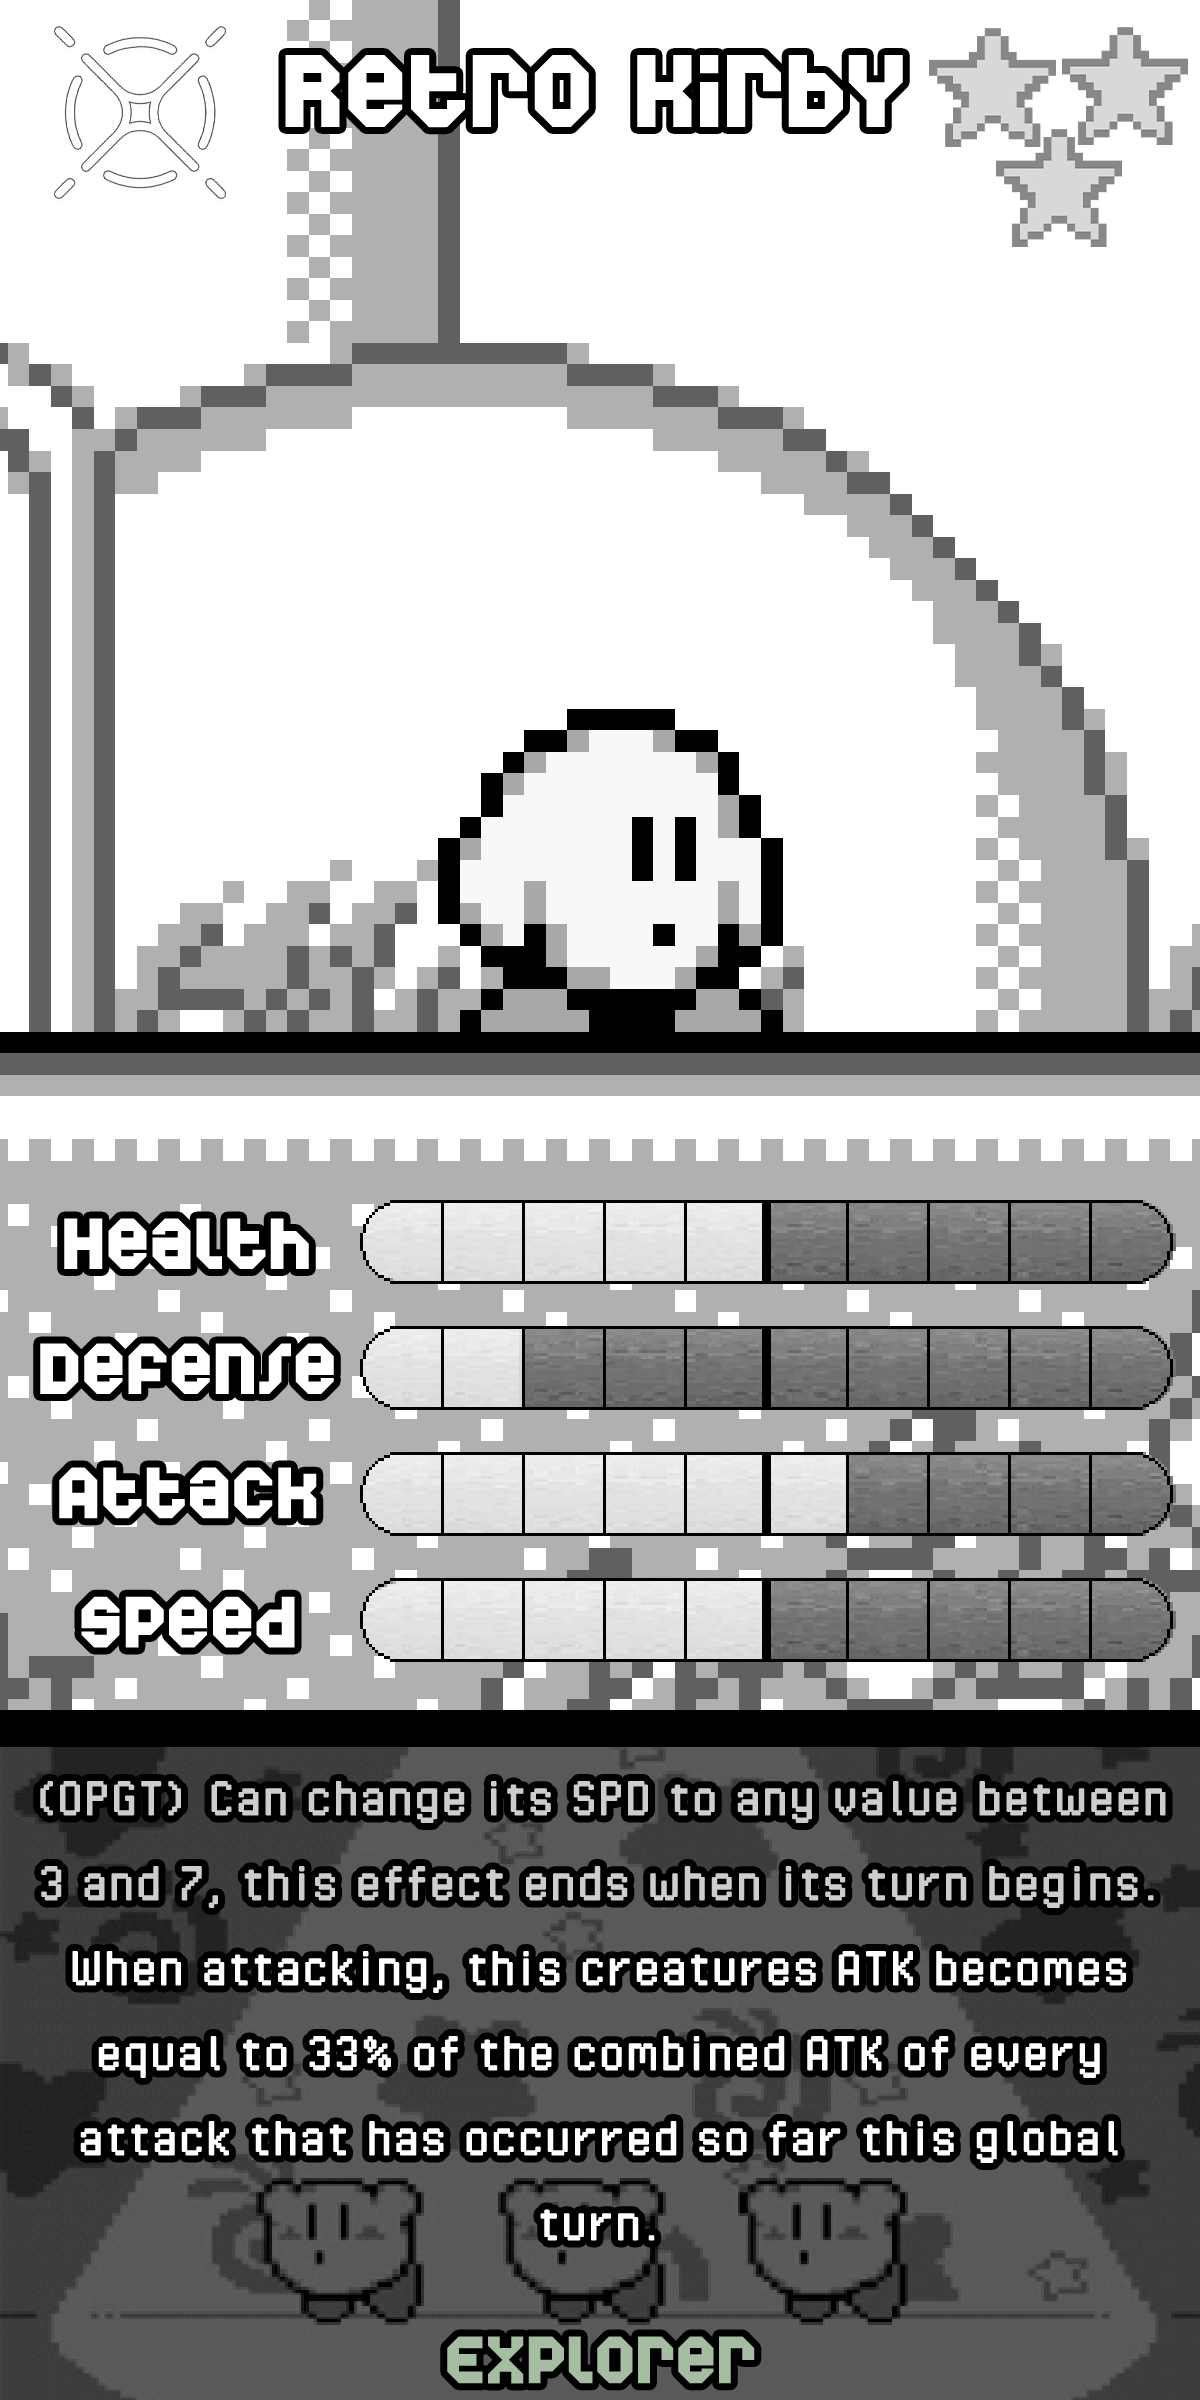 Retro Kirby
Health
Defense
Attack
Speed
(OPGT) Can change its SPD to any value between
3 and 7, this effect ends when its turn begins.
When attacking, this creatures ATK becomes
equal to 33% of the combined ATK of every
attack that has occurred so far this global
turn.
Explorer